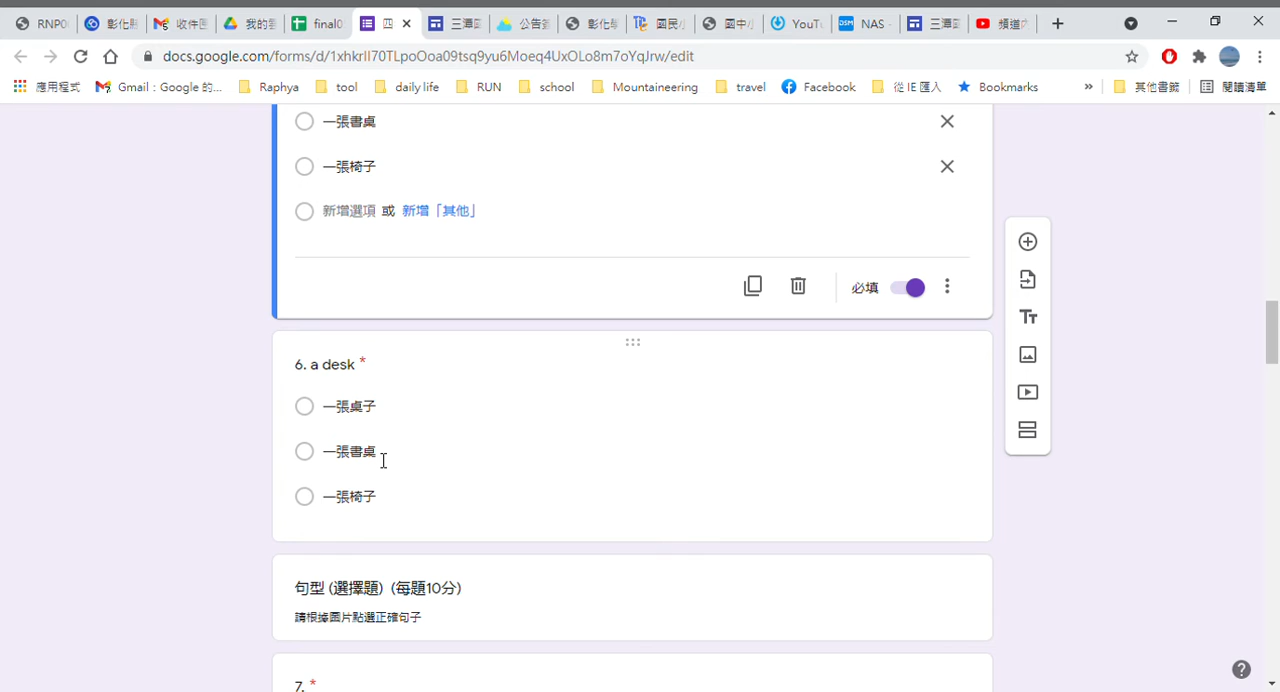 RNP0
彰化
收件匣
我的雲
final0
四
三潭國
公告
彰化
國民小
國中小
YouTu
NAS -
三潭國
頻道內
docs.google.com/forms/d/1xhkrII70TLpoOoa09tsq9yu6Moeq4UxOLo8m7oYqJrw/edit
應用程式 Gmail：Google 的... Raphya tool daily life RUN school Mountaineering travel Facebook 從 IE 匯入 Bookmarks » 其他書籤 閱讀清單
一張書桌
一張椅子
新增選項 或 新增「其他」
必填
6. a desk *
一張桌子
一張書桌
一張椅子
句型 (選擇題) (每題10分)
請根據圖片點選正確句子
7. *